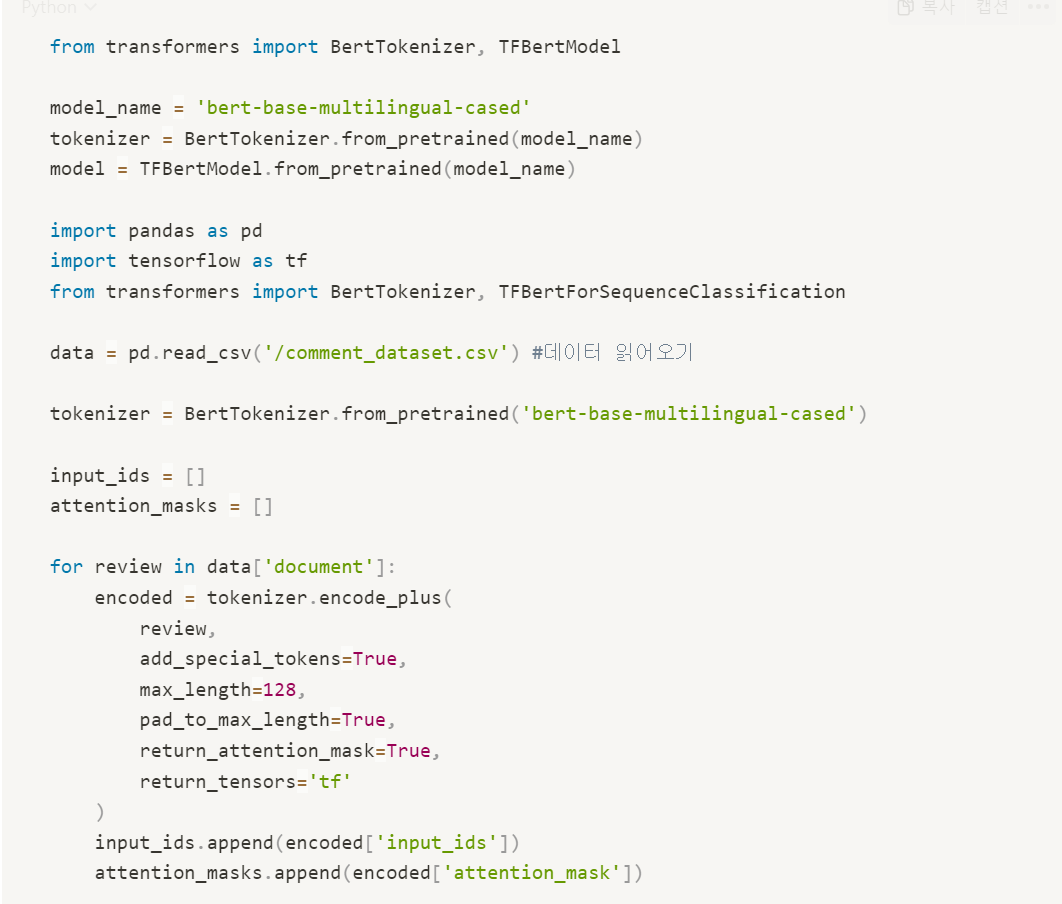 Python
복사 캡션
from transformers import BertTokenizer, TFBertModel
model_name = 'bert-base-multilingual-cased'
tokenizer = BertTokenizer.from_pretrained(model_name)
model = TFBertModel.from_pretrained(model_name)
import pandas as pd
import tensorflow as tf
from transformers import BertTokenizer, TFBertForSequenceClassification
data = pd.read_csv('/comment_dataset.csv') #데이터 읽어오기
tokenizer = BertTokenizer.from_pretrained('bert-base-multilingual-cased')
input_ids = []
attention_masks = []
for review in data['document']:
    encoded = tokenizer.encode_plus(
        review,
        add_special_tokens=True,
        max_length=128,
        pad_to_max_length=True,
        return_attention_mask=True,
        return_tensors='tf'
    )
    input_ids.append(encoded['input_ids'])
    attention_masks.append(encoded['attention_mask'])